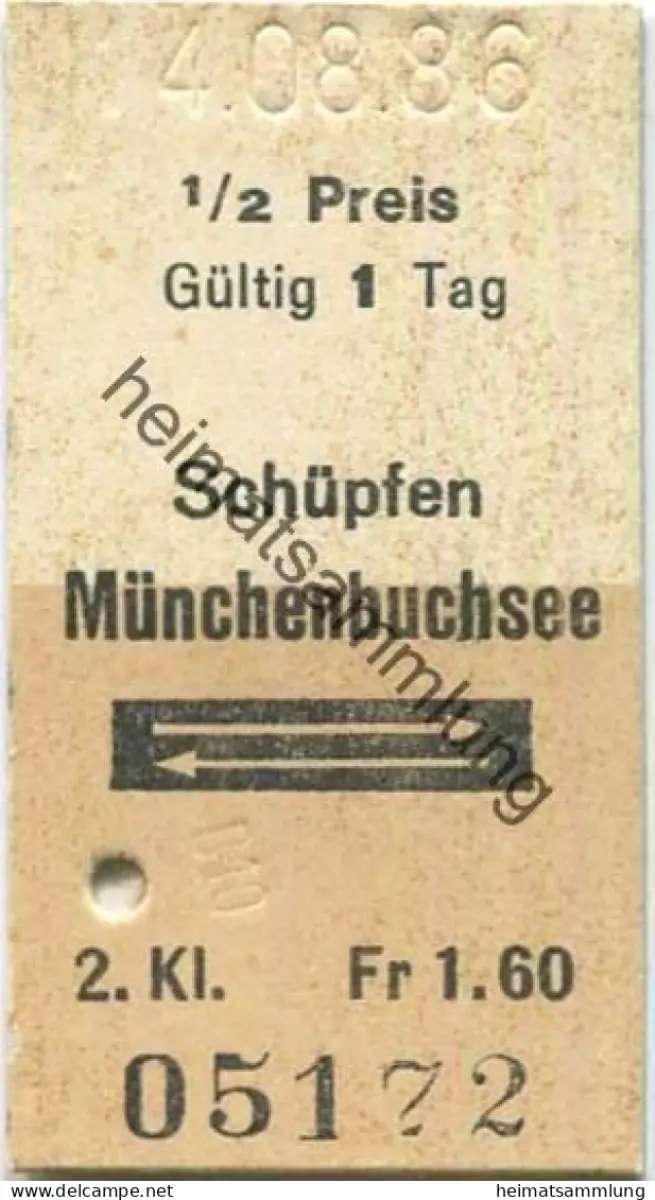 4.08.86
1/2 Preis
Gültig 1 Tag
Schüpfen
Münchenbuchsee
heimatsammlung
2. Kl. Fr 1.60
05172
delcampe.net
heimatsammlung